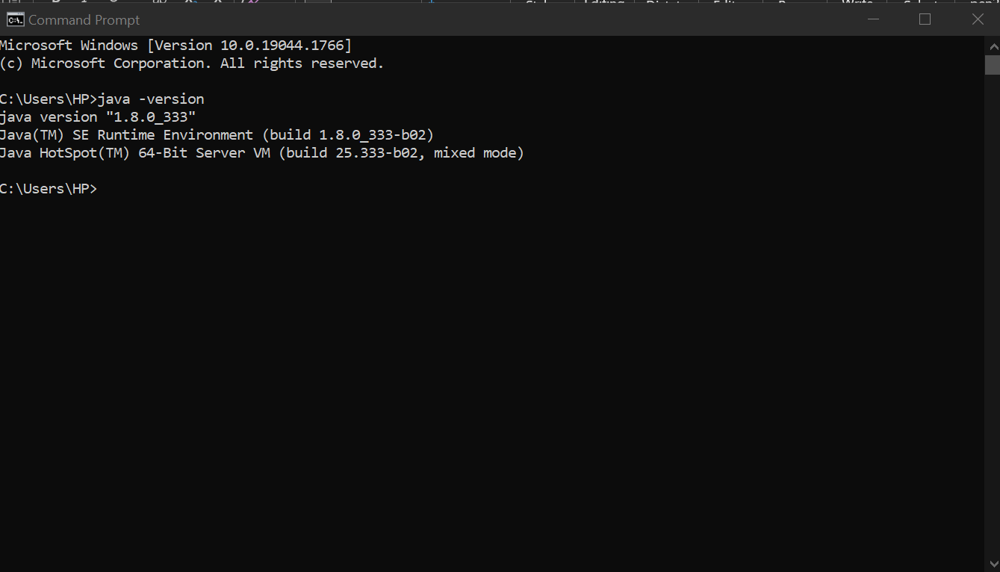 Command Prompt
Microsoft Windows [Version 10.0.19044.1766]
(c) Microsoft Corporation. All rights reserved.
C:\Users\HP>java -version
java version "1.8.0_333"
Java(TM) SE Runtime Environment (build 1.8.0_333-b02)
Java HotSpot(TM) 64-Bit Server VM (build 25.333-b02, mixed mode)
C:\Users\HP>